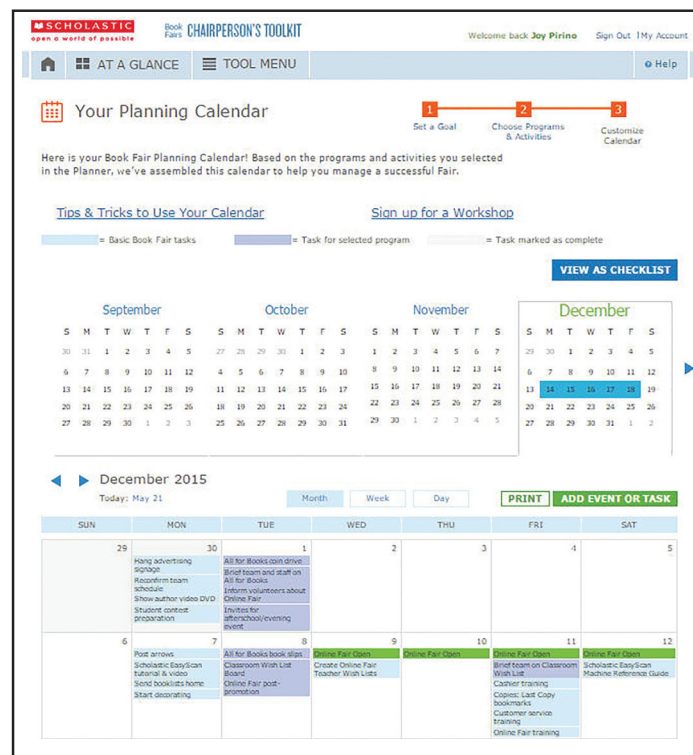 SCHOLASTIC
open a world of possible
Book Fairs CHAIRPERSON'S TOOLKIT
Welcome back Joy Pirino Sign Out | My Account
AT A GLANCE TOOL MENU Help
Your Planning Calendar
1 2 3
Set a Goal Choose Programs & Activities Customize Calendar
Here is your Book Fair Planning Calendar! Based on the programs and activities you selected
in the Planner, we've assembled this calendar to help you manage a successful Fair.
Tips & Tricks to Use Your Calendar Sign up for a Workshop
= Basic Book Fair tasks = Task for selected program = Task marked as complete
VIEW AS CHECKLIST
September October November December
S M T W T F S S M T W T F S S M T W T F S S M T W T F S
30 31 1 2 3 4 5 27 28 29 30 1 2 3 1 2 3 4 5 6 7 29 30 1 2 3 4 5
6 7 8 9 10 11 12 4 5 6 7 8 9 10 8 9 10 11 12 13 14 6 7 8 9 10 11 12
13 14 15 16 17 18 19 11 12 13 14 15 16 17 15 16 17 18 19 20 21 13 14 15 16 17 18 19
20 21 22 23 24 25 26 18 19 20 21 22 23 24 22 23 24 25 26 27 28 20 21 22 23 24 25 26
27 28 29 30 1 2 3 25 26 27 28 29 30 31 29 30 1 2 3 4 5 27 28 29 30 31 1 2
December 2015
Today: May 21 Month Week Day PRINT ADD EVENT OR TASK
SUN MON TUE WED THU FRI SAT
29 30 1 2 3 4 5
Hang advertising
signage
Reconfirm team
schedule
Show author video DVD
Student contest
preparation
All for Books coin drive
Brief team and staff on
All for Books
Inform volunteers about
Online Fair
Invites for
afterschool/evening
event
6 7 8 9 10 11 12
Post arrows
Scholastic EasyScan
tutorial & video
Send booklists home
Start decorating
All for Books book slips
Classroom Wish List
Board
Online Fair post-
promotion
Online Fair Open
Create Online Fair
Teacher Wish Lists
Online Fair Open
Online Fair Open
Brief team on Classroom
Wish List
Cashier training
Copies: Last Copy
bookmarks
Customer service
training
Online Fair training
Online Fair Open
Scholastic EasyScan
Machine Reference Guide